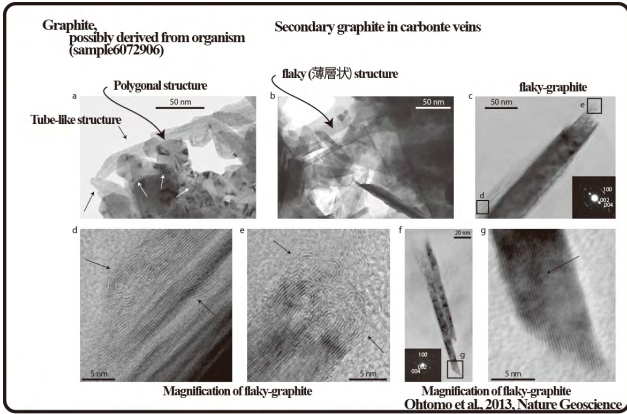 Graphite,
possibly derived from organism
(sample6072906)
Secondary graphite in carbonte veins
Polygonal structure
Tube-like structure
flaky (薄層状) structure
flaky-graphite
a
50 nm
b
50 nm
c
50 nm
e
d
100
002
004
d
5 nm
e
5 nm
f
20 nm
100
002
004
g
g
5 nm
Magnification of flaky-graphite
Magnification of flaky-graphite
Ohtomo et al., 2013, Nature Geoscience